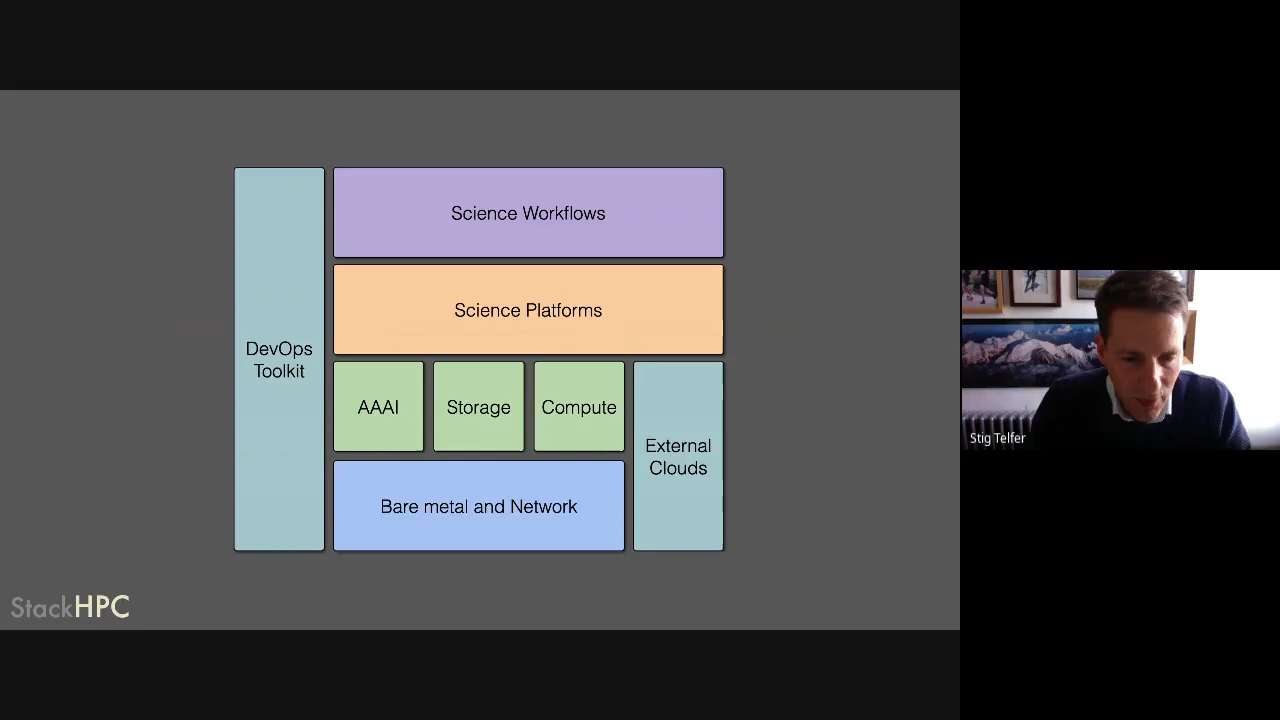 Science Workflows
Science Platforms
DevOps
Toolkit
AAAI
Storage
Compute
External
Clouds
Bare metal and Network
StackHPC
Stig Telfer